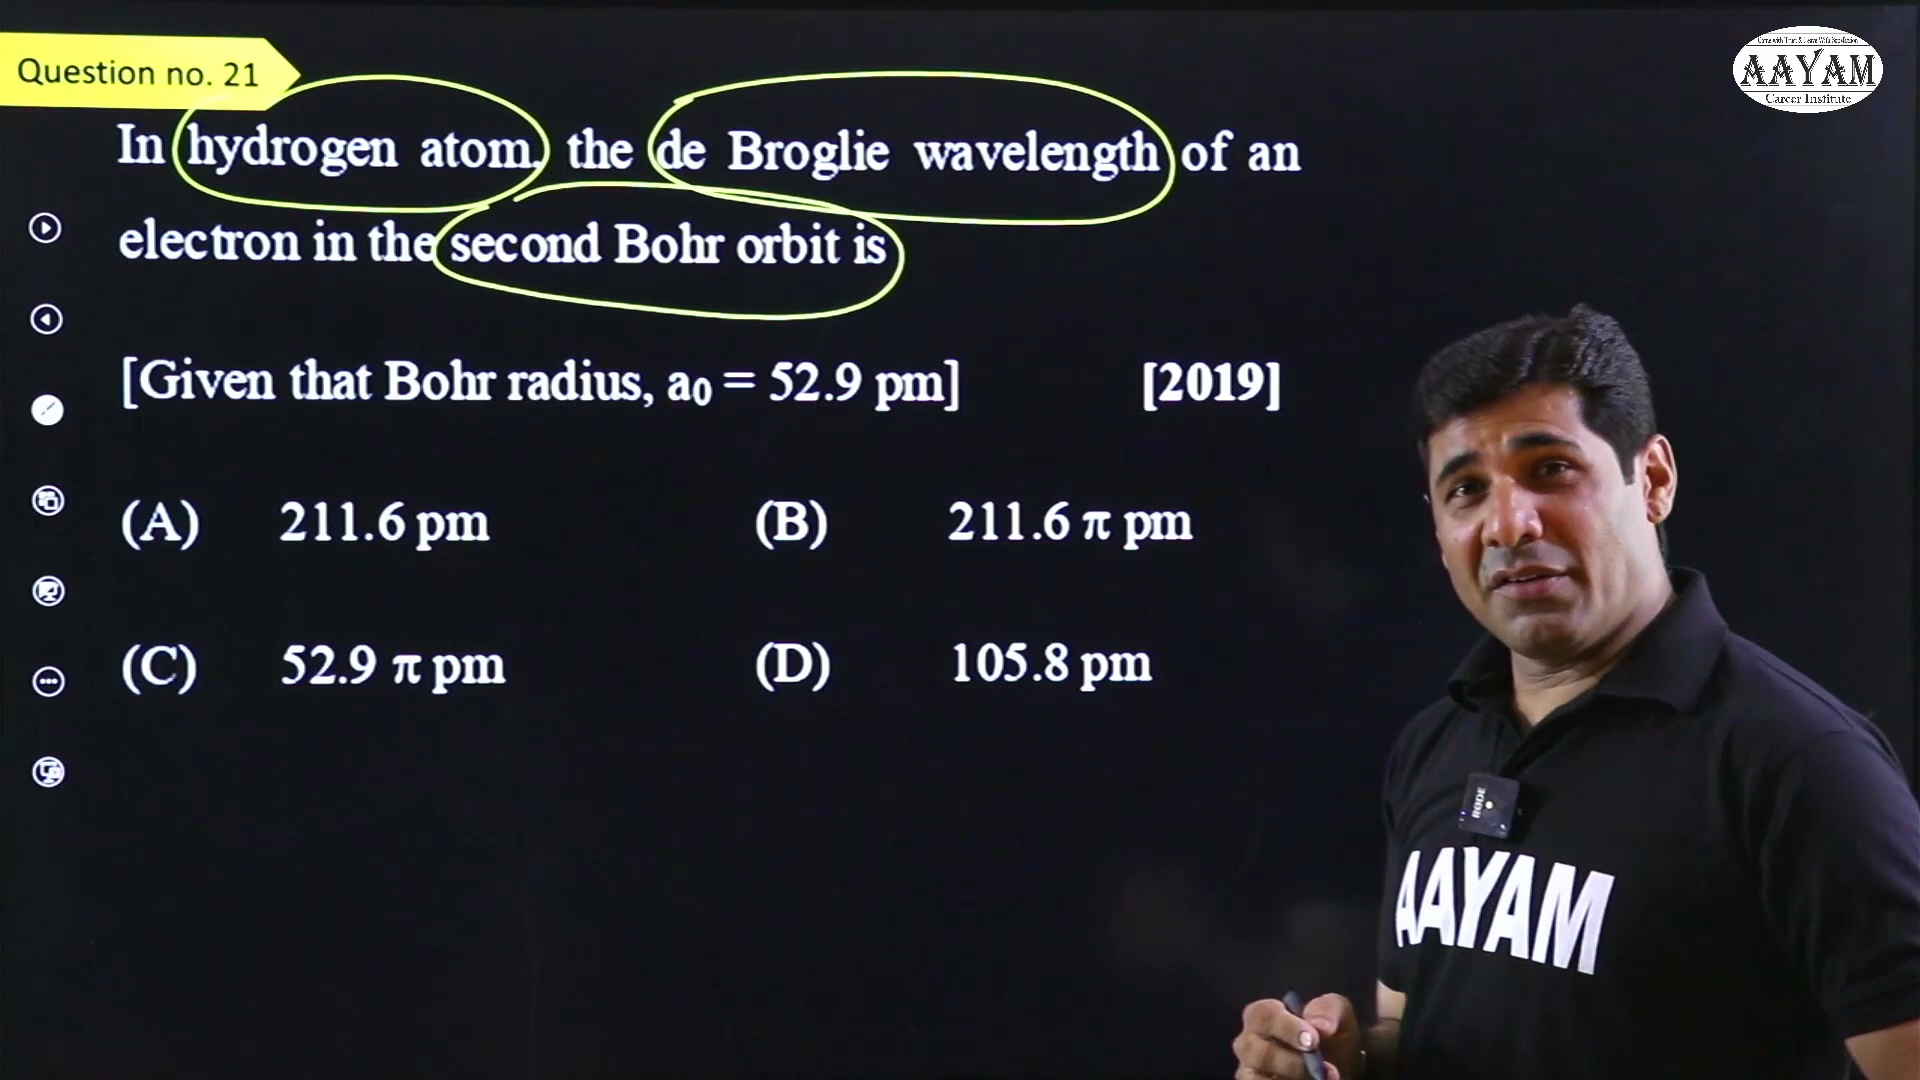 Question no. 21
AAYAM
Career Institute
In hydrogen atom, the de Broglie wavelength of an
electron in the second Bohr orbit is
[Given that Bohr radius, a₀ = 52.9 pm] [2019]
(A) 211.6 pm (B) 211.6 π pm
(C) 52.9 π pm (D) 105.8 pm
RODE
AAYAM